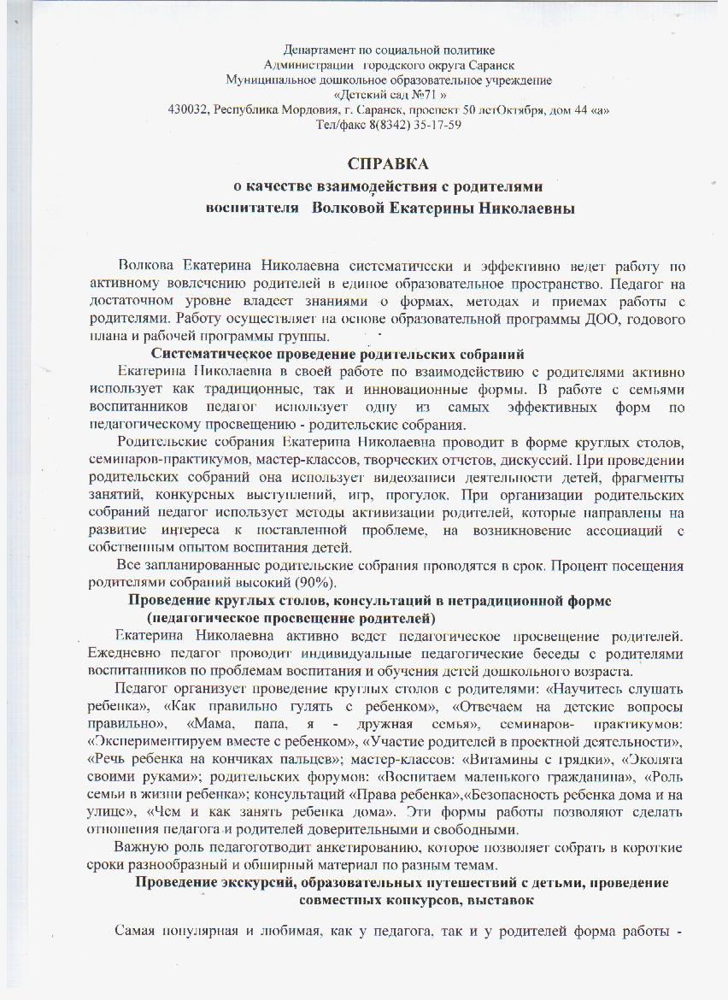 Департамент по социальной политике
Администрации городского округа Саранск
Муниципальное дошкольное образовательное учреждение
«Детский сад №71 »
430032, Республика Мордовия, г. Саранск, проспект 50 летОктября, дом 44 «а»
Тел/факс 8(8342) 35-17-59
СПРАВКА
о качестве взаимодействия с родителями
воспитателя Волковой Екатерины Николаевны
Волкова Екатерина Николаевна систематически и эффективно ведет работу по
активному вовлечению родителей в единое образовательное пространство. Педагог на
достаточном уровне владеет знаниями о формах, методах и приемах работы с
родителями. Работу осуществляет на основе образовательной программы ДОО, годового
плана и рабочей программы группы.
Систематическое проведение родительских собраний
Екатерина Николаевна в своей работе по взаимодействию с родителями активно
использует как традиционные, так и инновационные формы. В работе с семьями
воспитанников педагог использует одну из самых эффективных форм по
педагогическому просвещению - родительские собрания.
Родительские собрания Екатерина Николаевна проводит в форме круглых столов,
семинаров-практикумов, мастер-классов, творческих отчетов, дискуссий. При проведении
родительских собраний она использует видеозаписи деятельности детей, фрагменты
занятий, конкурсных выступлений, игр, прогулок. При организации родительских
собраний педагог использует методы активизации родителей, которые направлены на
развитие интереса к поставленной проблеме, на возникновение ассоциаций с
собственным опытом воспитания детей.
Все запланированные родительские собрания проводятся в срок. Процент посещения
родителями собраний высокий (90%).
Проведение круглых столов, консультаций в нетрадиционной форме
(педагогическое просвещение родителей)
Екатерина Николаевна активно ведет педагогическое просвещение родителей.
Ежедневно педагог проводит индивидуальные педагогические беседы с родителями
воспитанников по проблемам воспитания и обучения детей дошкольного возраста.
Педагог организует проведение круглых столов с родителями: «Научитесь слушать
ребенка», «Как правильно гулять с ребенком», «Отвечаем на детские вопросы
правильно», «Мама, папа, я - дружная семья», семинаров- практикумов:
«Экспериментируем вместе с ребенком», «Участие родителей в проектной деятельности»,
«Речь ребенка на кончиках пальцев»; мастер-классов: «Витамины с грядки», «Эколята
своими руками»; родительских форумов: «Воспитаем маленького гражданина», «Роль
семьи в жизни ребенка»; консультаций «Права ребенка»,«Безопасность ребенка дома и на
улице», «Чем и как занять ребенка дома». Эти формы работы позволяют сделать
отношения педагога и родителей доверительными и свободными.
Важную роль педагоготводит анкетированию, которое позволяет собрать в короткие
сроки разнообразный и обширный материал по разным темам.
Проведение экскурсий, образовательных путешествий с детьми, проведение
совместных конкурсов, выставок
Самая популярная и любимая, как у педагога, так и у родителей форма работы -